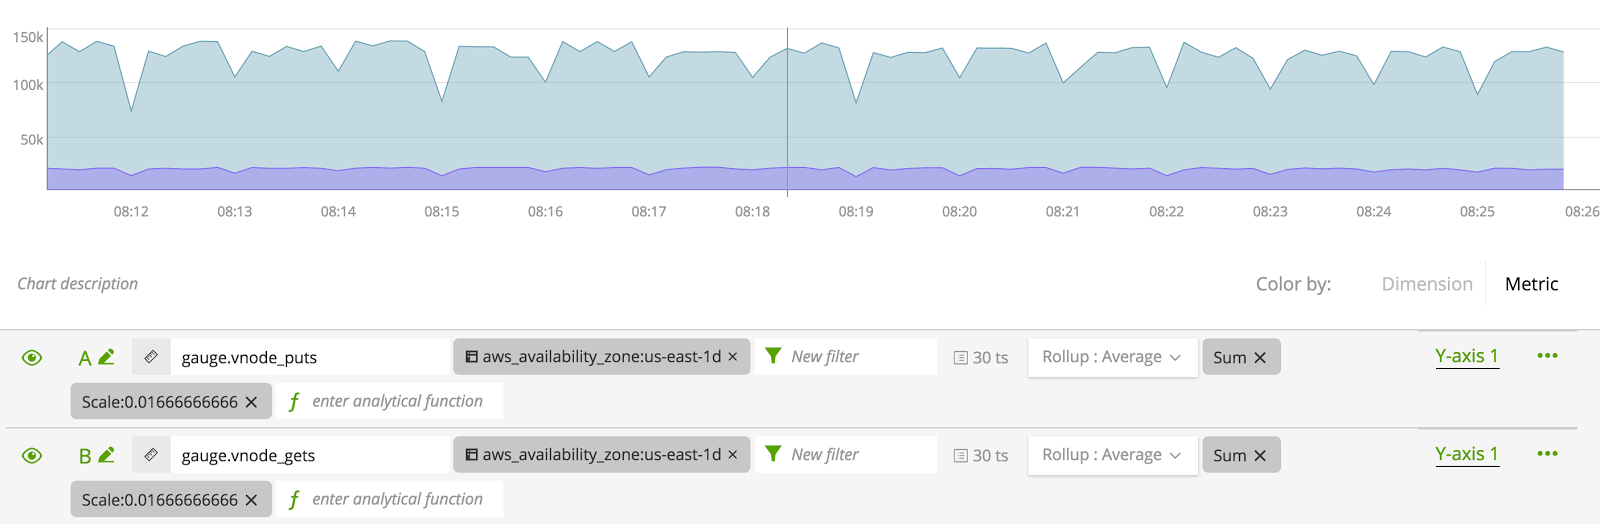 150k
100k
50k
08:12 08:13 08:14 08:15 08:16 08:17 08:18 08:19 08:20 08:21 08:22 08:23 08:24 08:25 08:26
Chart description Color by: Dimension Metric
A gauge.vnode_puts aws_availability_zone:us-east-1d × New filter 30 ts Rollup : Average Sum × Y-axis 1 •••
Scale:0.01666666666 × f enter analytical function
B gauge.vnode_gets aws_availability_zone:us-east-1d × New filter 30 ts Rollup : Average Sum × Y-axis 1 •••
Scale:0.01666666666 × f enter analytical function